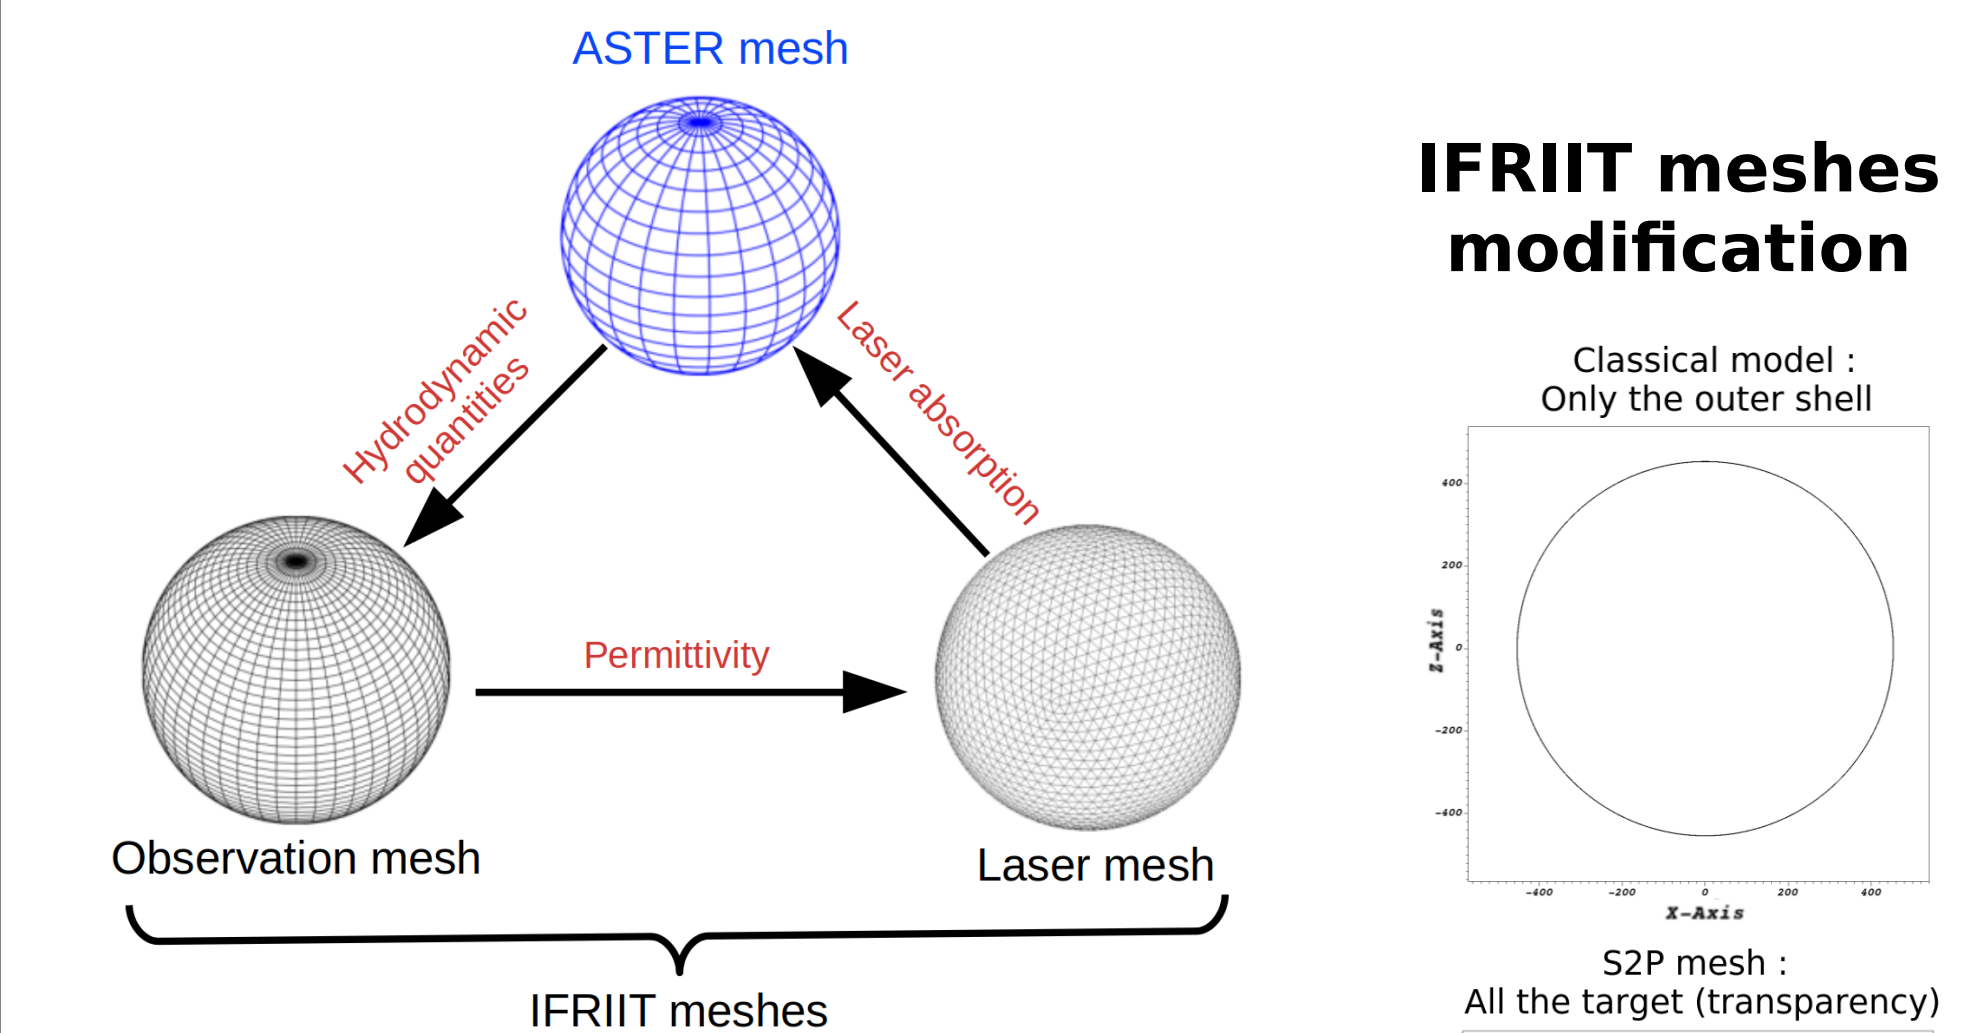 ASTER mesh
Hydrodynamic
quantities
Laser absorption
Permittivity
Observation mesh
Laser mesh
IFRIIT meshes
IFRIIT meshes
modification
Classical model :
Only the outer shell
400
200
0
-200
-400
Z-Axis
-400 -200 0 200 400
X-Axis
S2P mesh :
All the target (transparency)